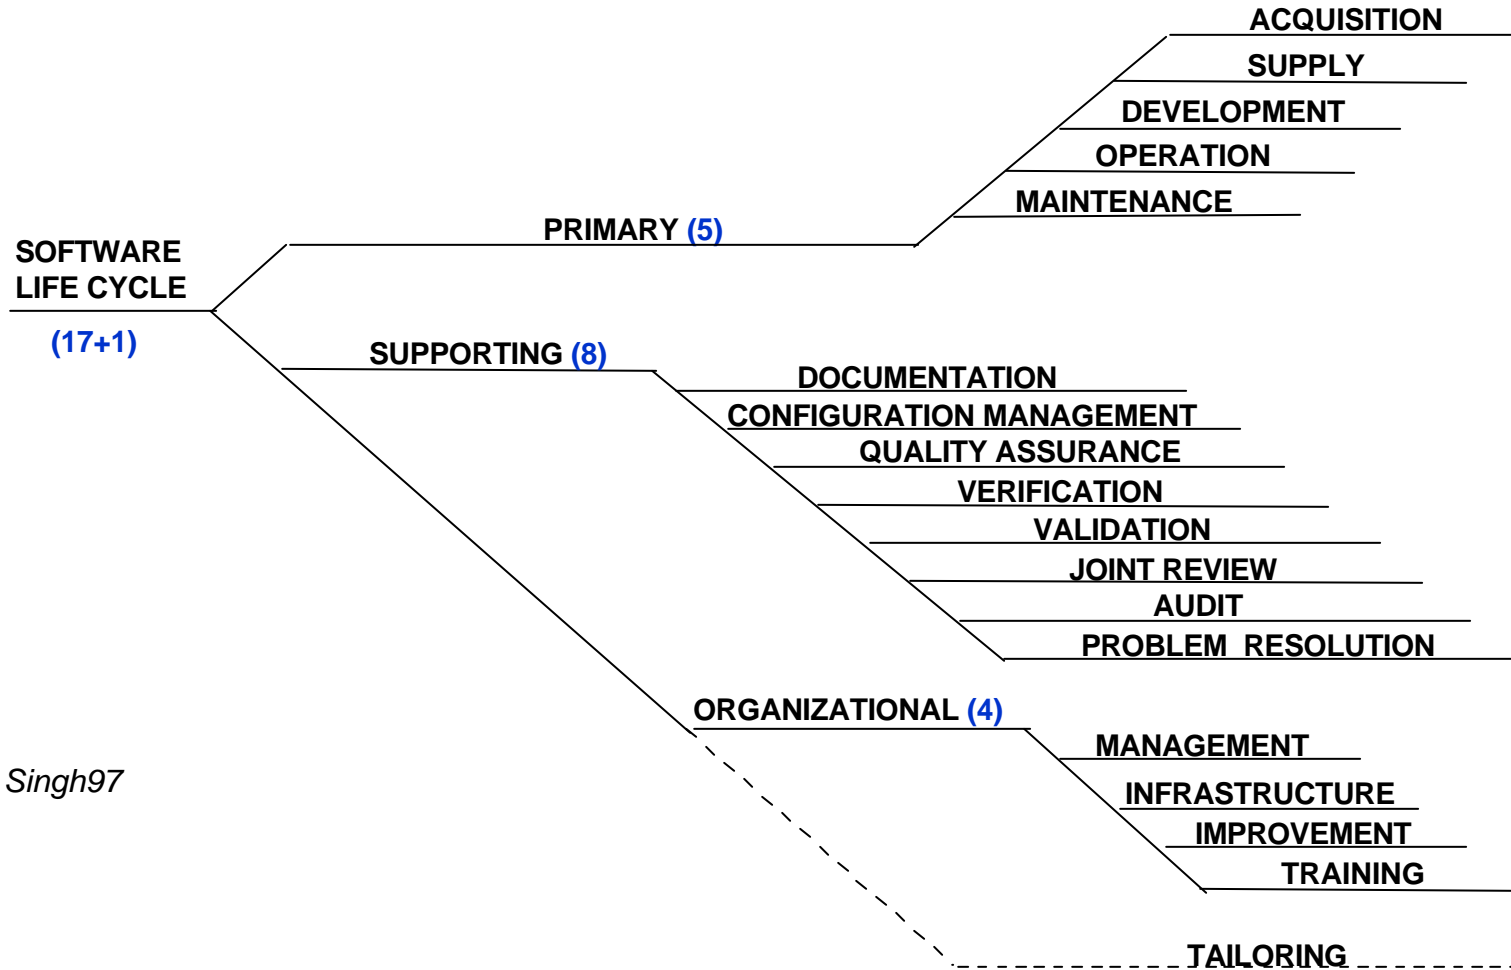 ACQUISITION
SUPPLY
DEVELOPMENT
OPERATION
MAINTENANCE
PRIMARY (5)
SOFTWARE
LIFE CYCLE
(17+1)
SUPPORTING (8)
DOCUMENTATION
CONFIGURATION MANAGEMENT
QUALITY ASSURANCE
VERIFICATION
VALIDATION
JOINT REVIEW
AUDIT
PROBLEM RESOLUTION
ORGANIZATIONAL (4)
MANAGEMENT
INFRASTRUCTURE
IMPROVEMENT
TRAINING
TAILORING
Singh97